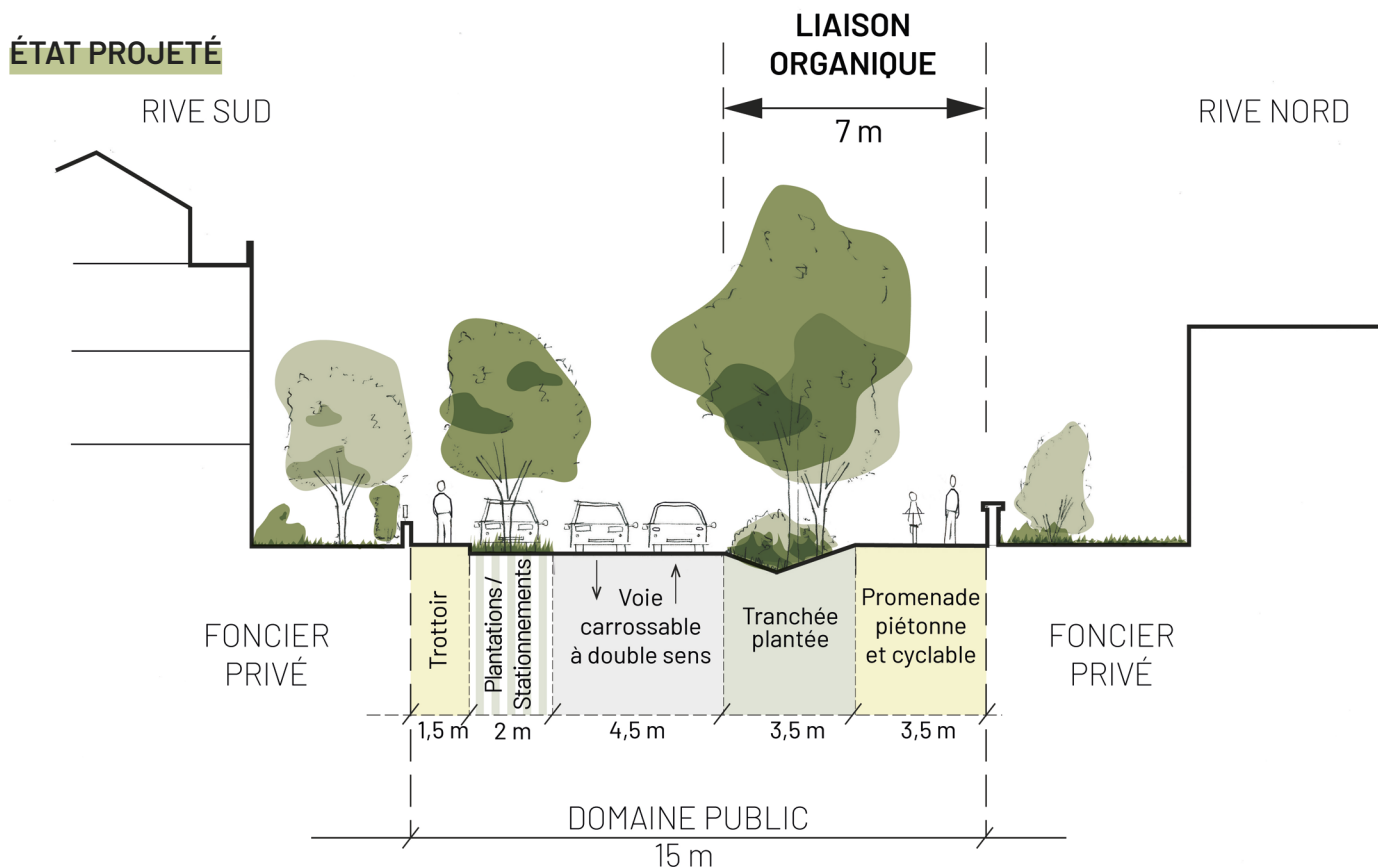 ÉTAT PROJETÉ
LIAISON
ORGANIQUE
RIVE SUD
7 m
RIVE NORD
FONCIER
PRIVÉ
Trottoir
Plantations /
Stationnements
Voie
carrossable
à double sens
Tranchée
plantée
Promenade
piétonne
et cyclable
FONCIER
PRIVÉ
1,5 m
2 m
4,5 m
3,5 m
3,5 m
DOMAINE PUBLIC
15 m